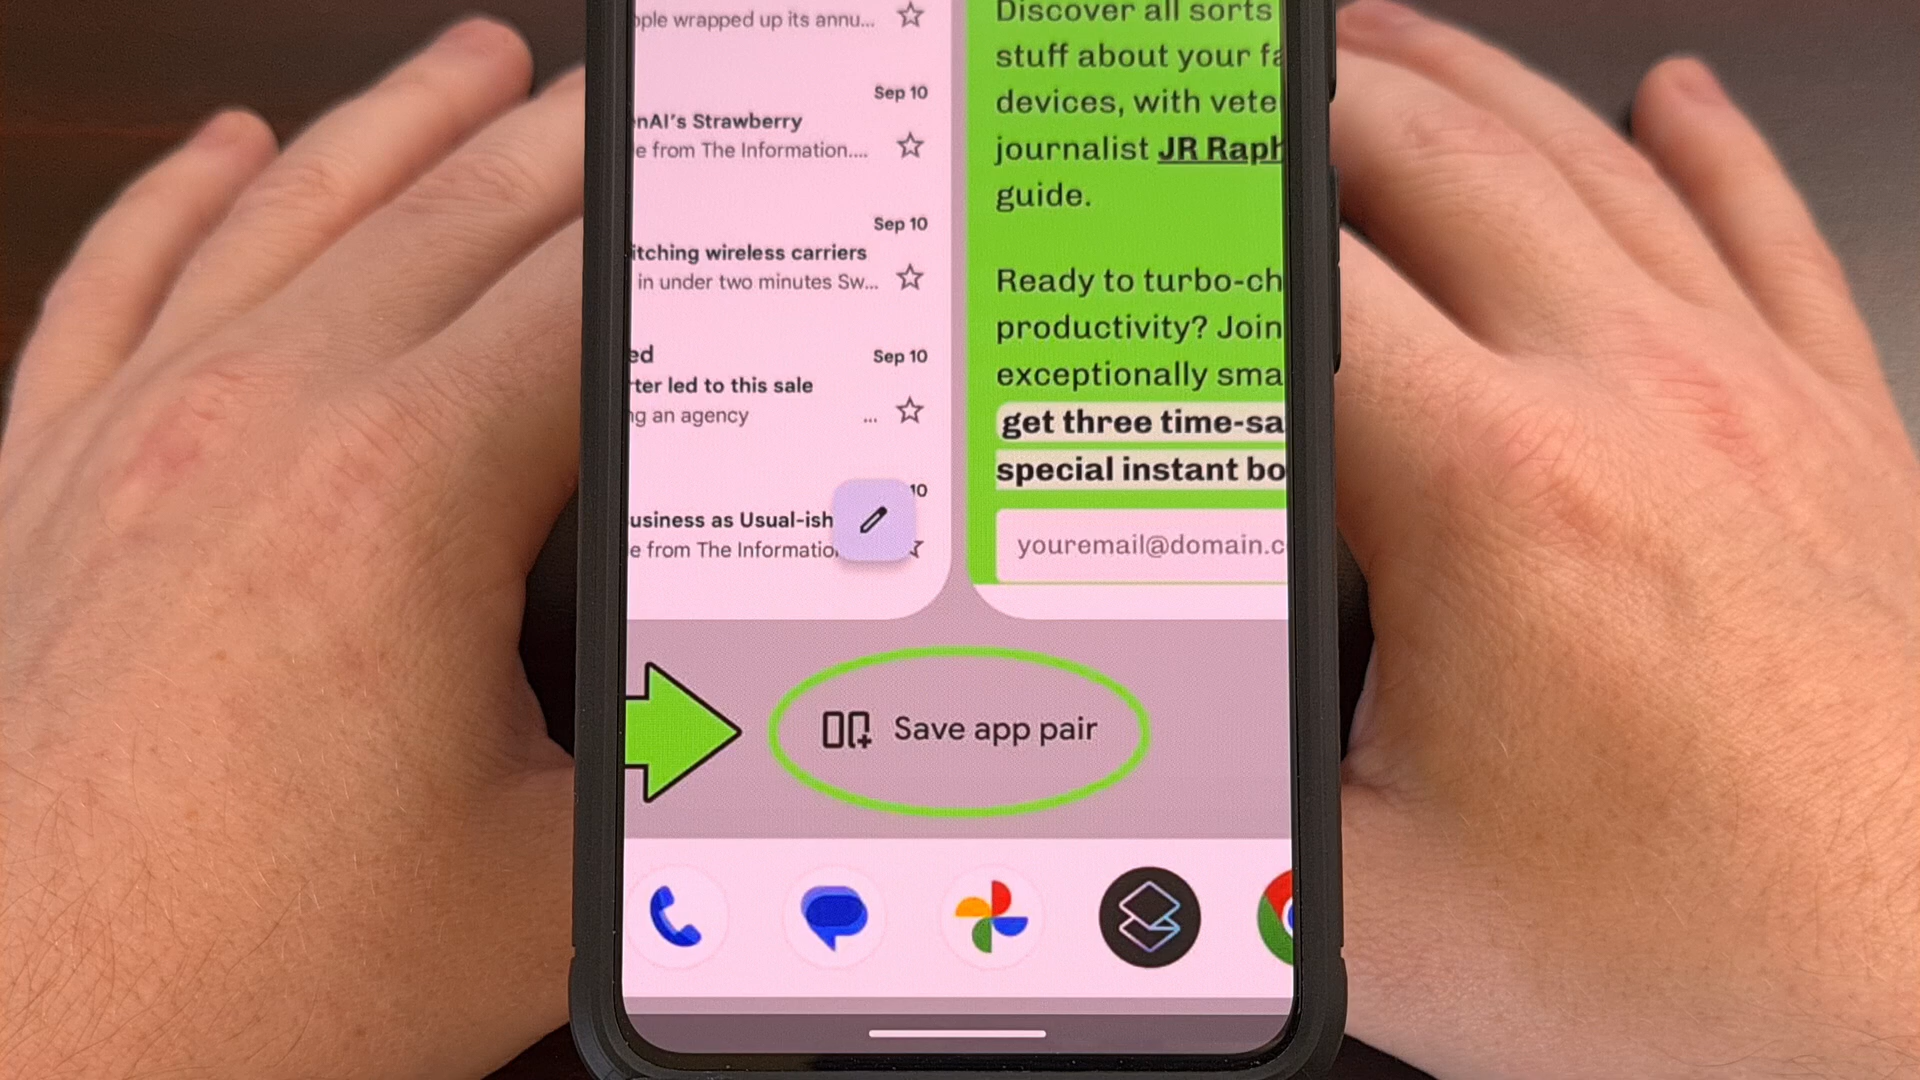 ple wrapped up its annu...
Sep 10
nAI's Strawberry
e from The Information....
Sep 10
itching wireless carriers
in under two minutes Sw...
ed
Sep 10
ter led to this sale
ng an agency ...
10
usiness as Usual-ish
e from The Informatio
Discover all sorts
stuff about your fa
devices, with vete
journalist JR Raph
guide.
Ready to turbo-ch
productivity? Join
exceptionally sma
get three time-sa
special instant bo
youremail@domain.c
Save app pair